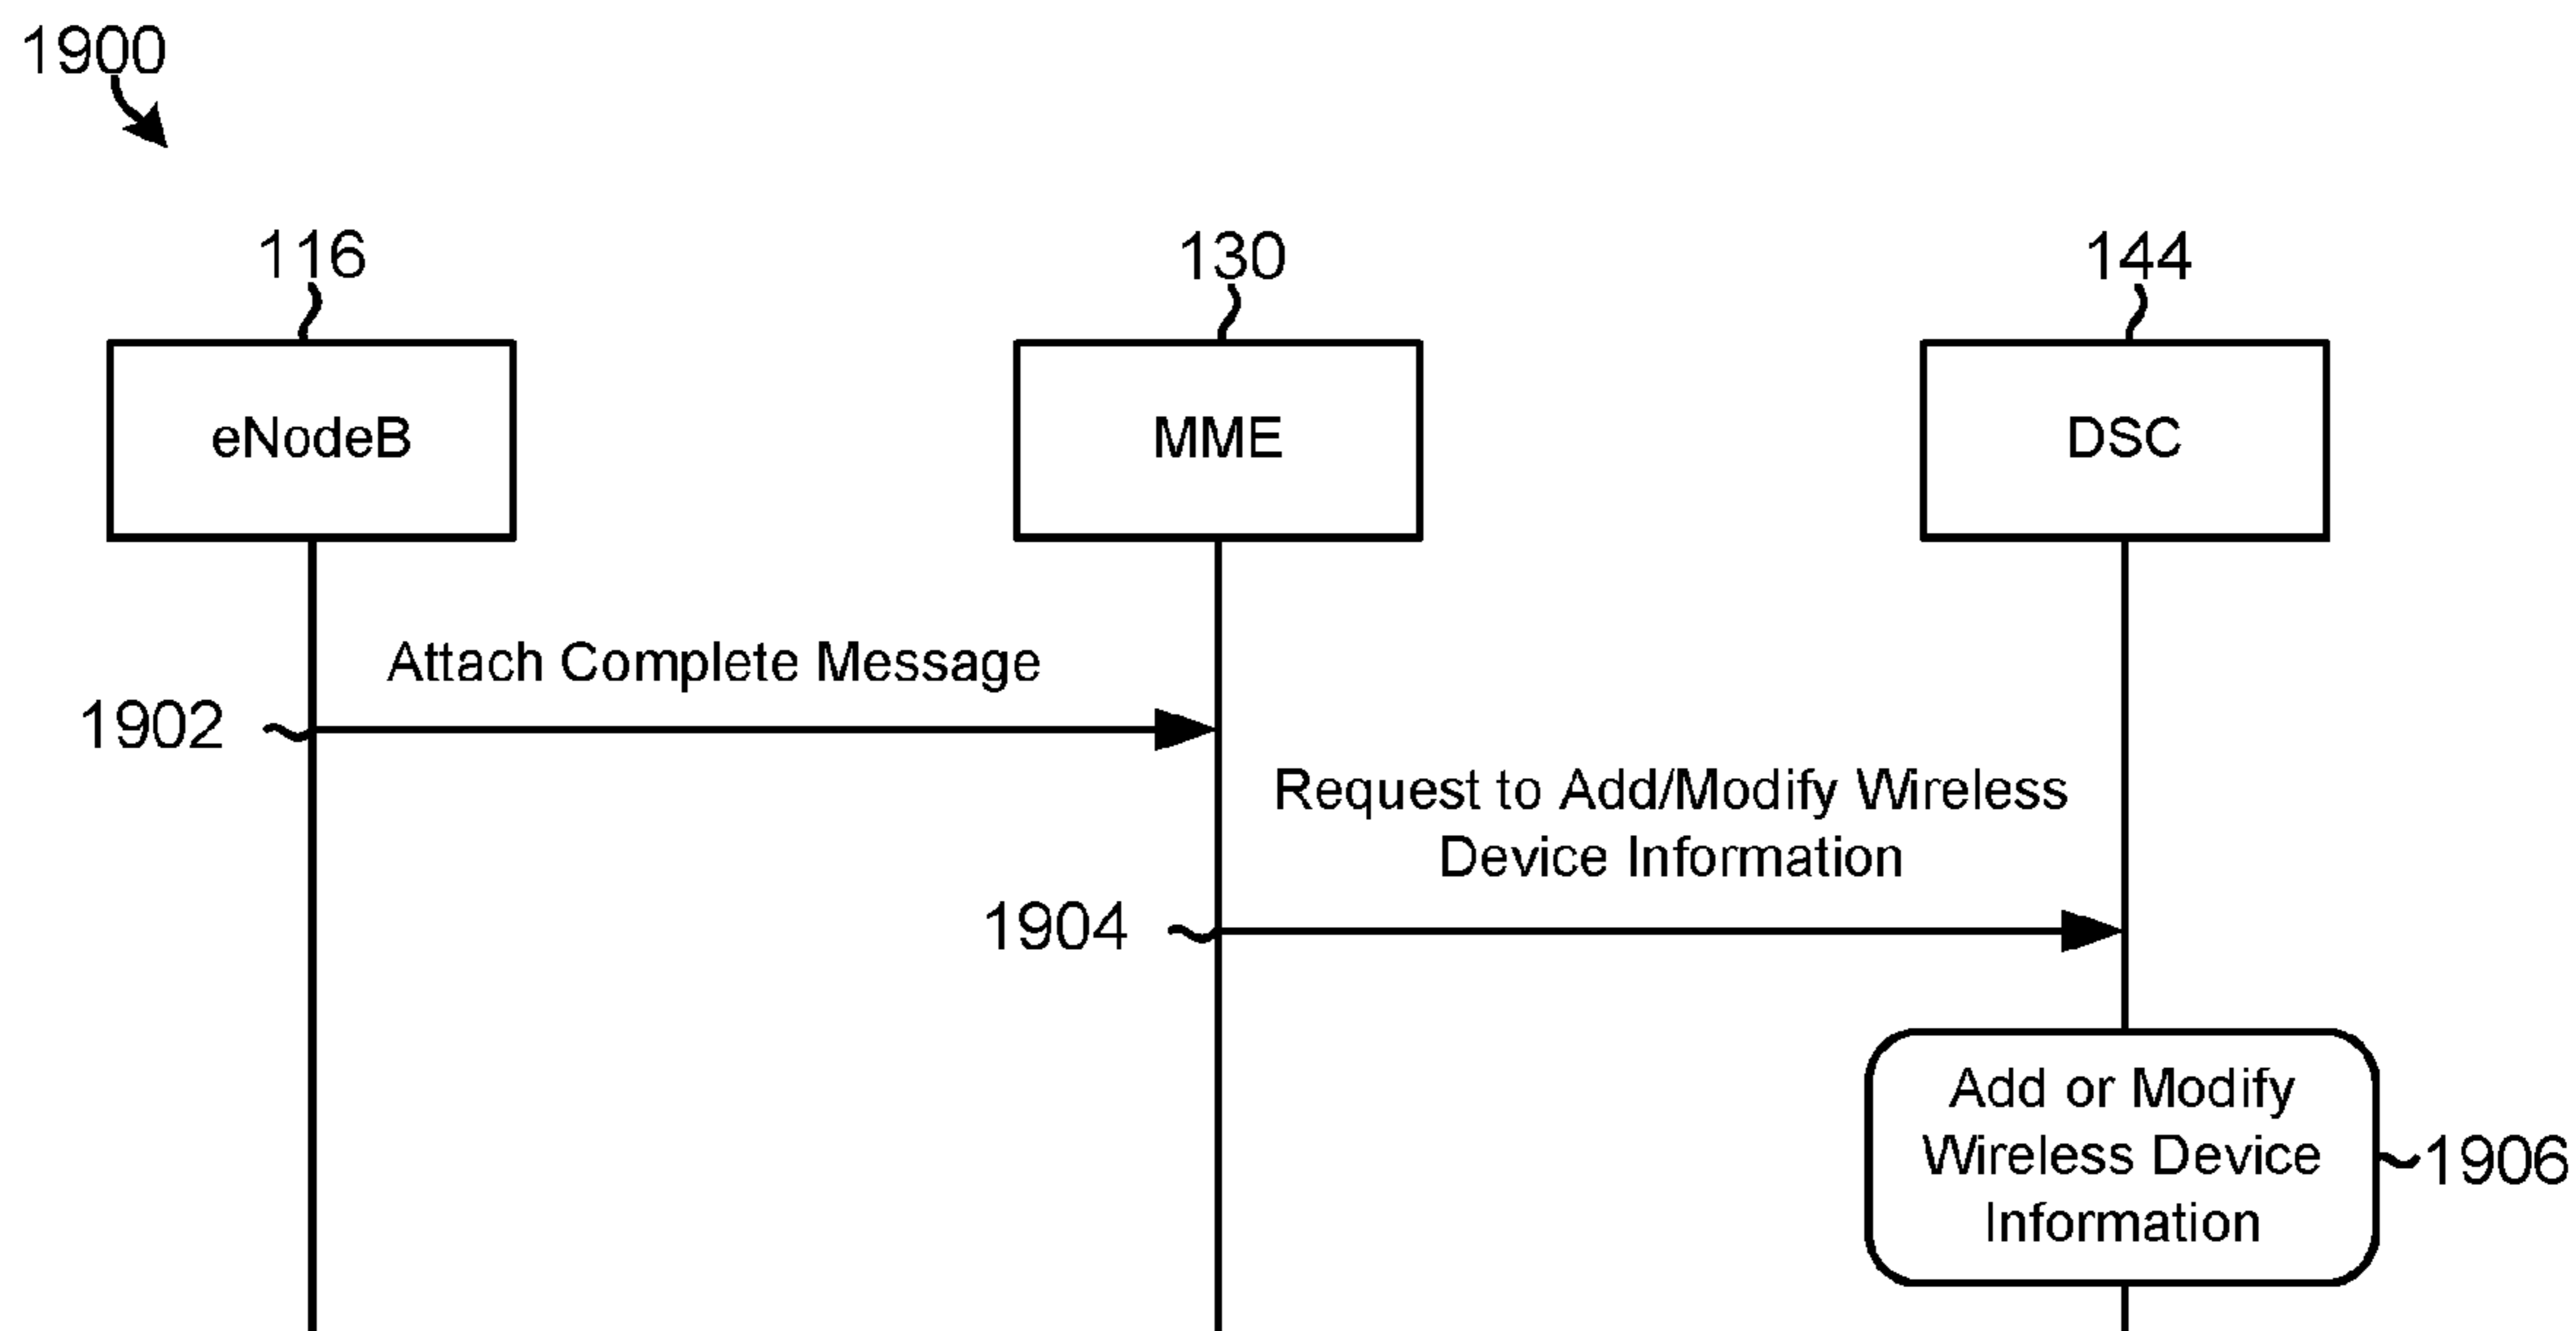 1900
116
130
144
eNodeB
MME
DSC
Attach Complete Message
1902
Request to Add/Modify Wireless
Device Information
1904
Add or Modify
Wireless Device
Information
1906